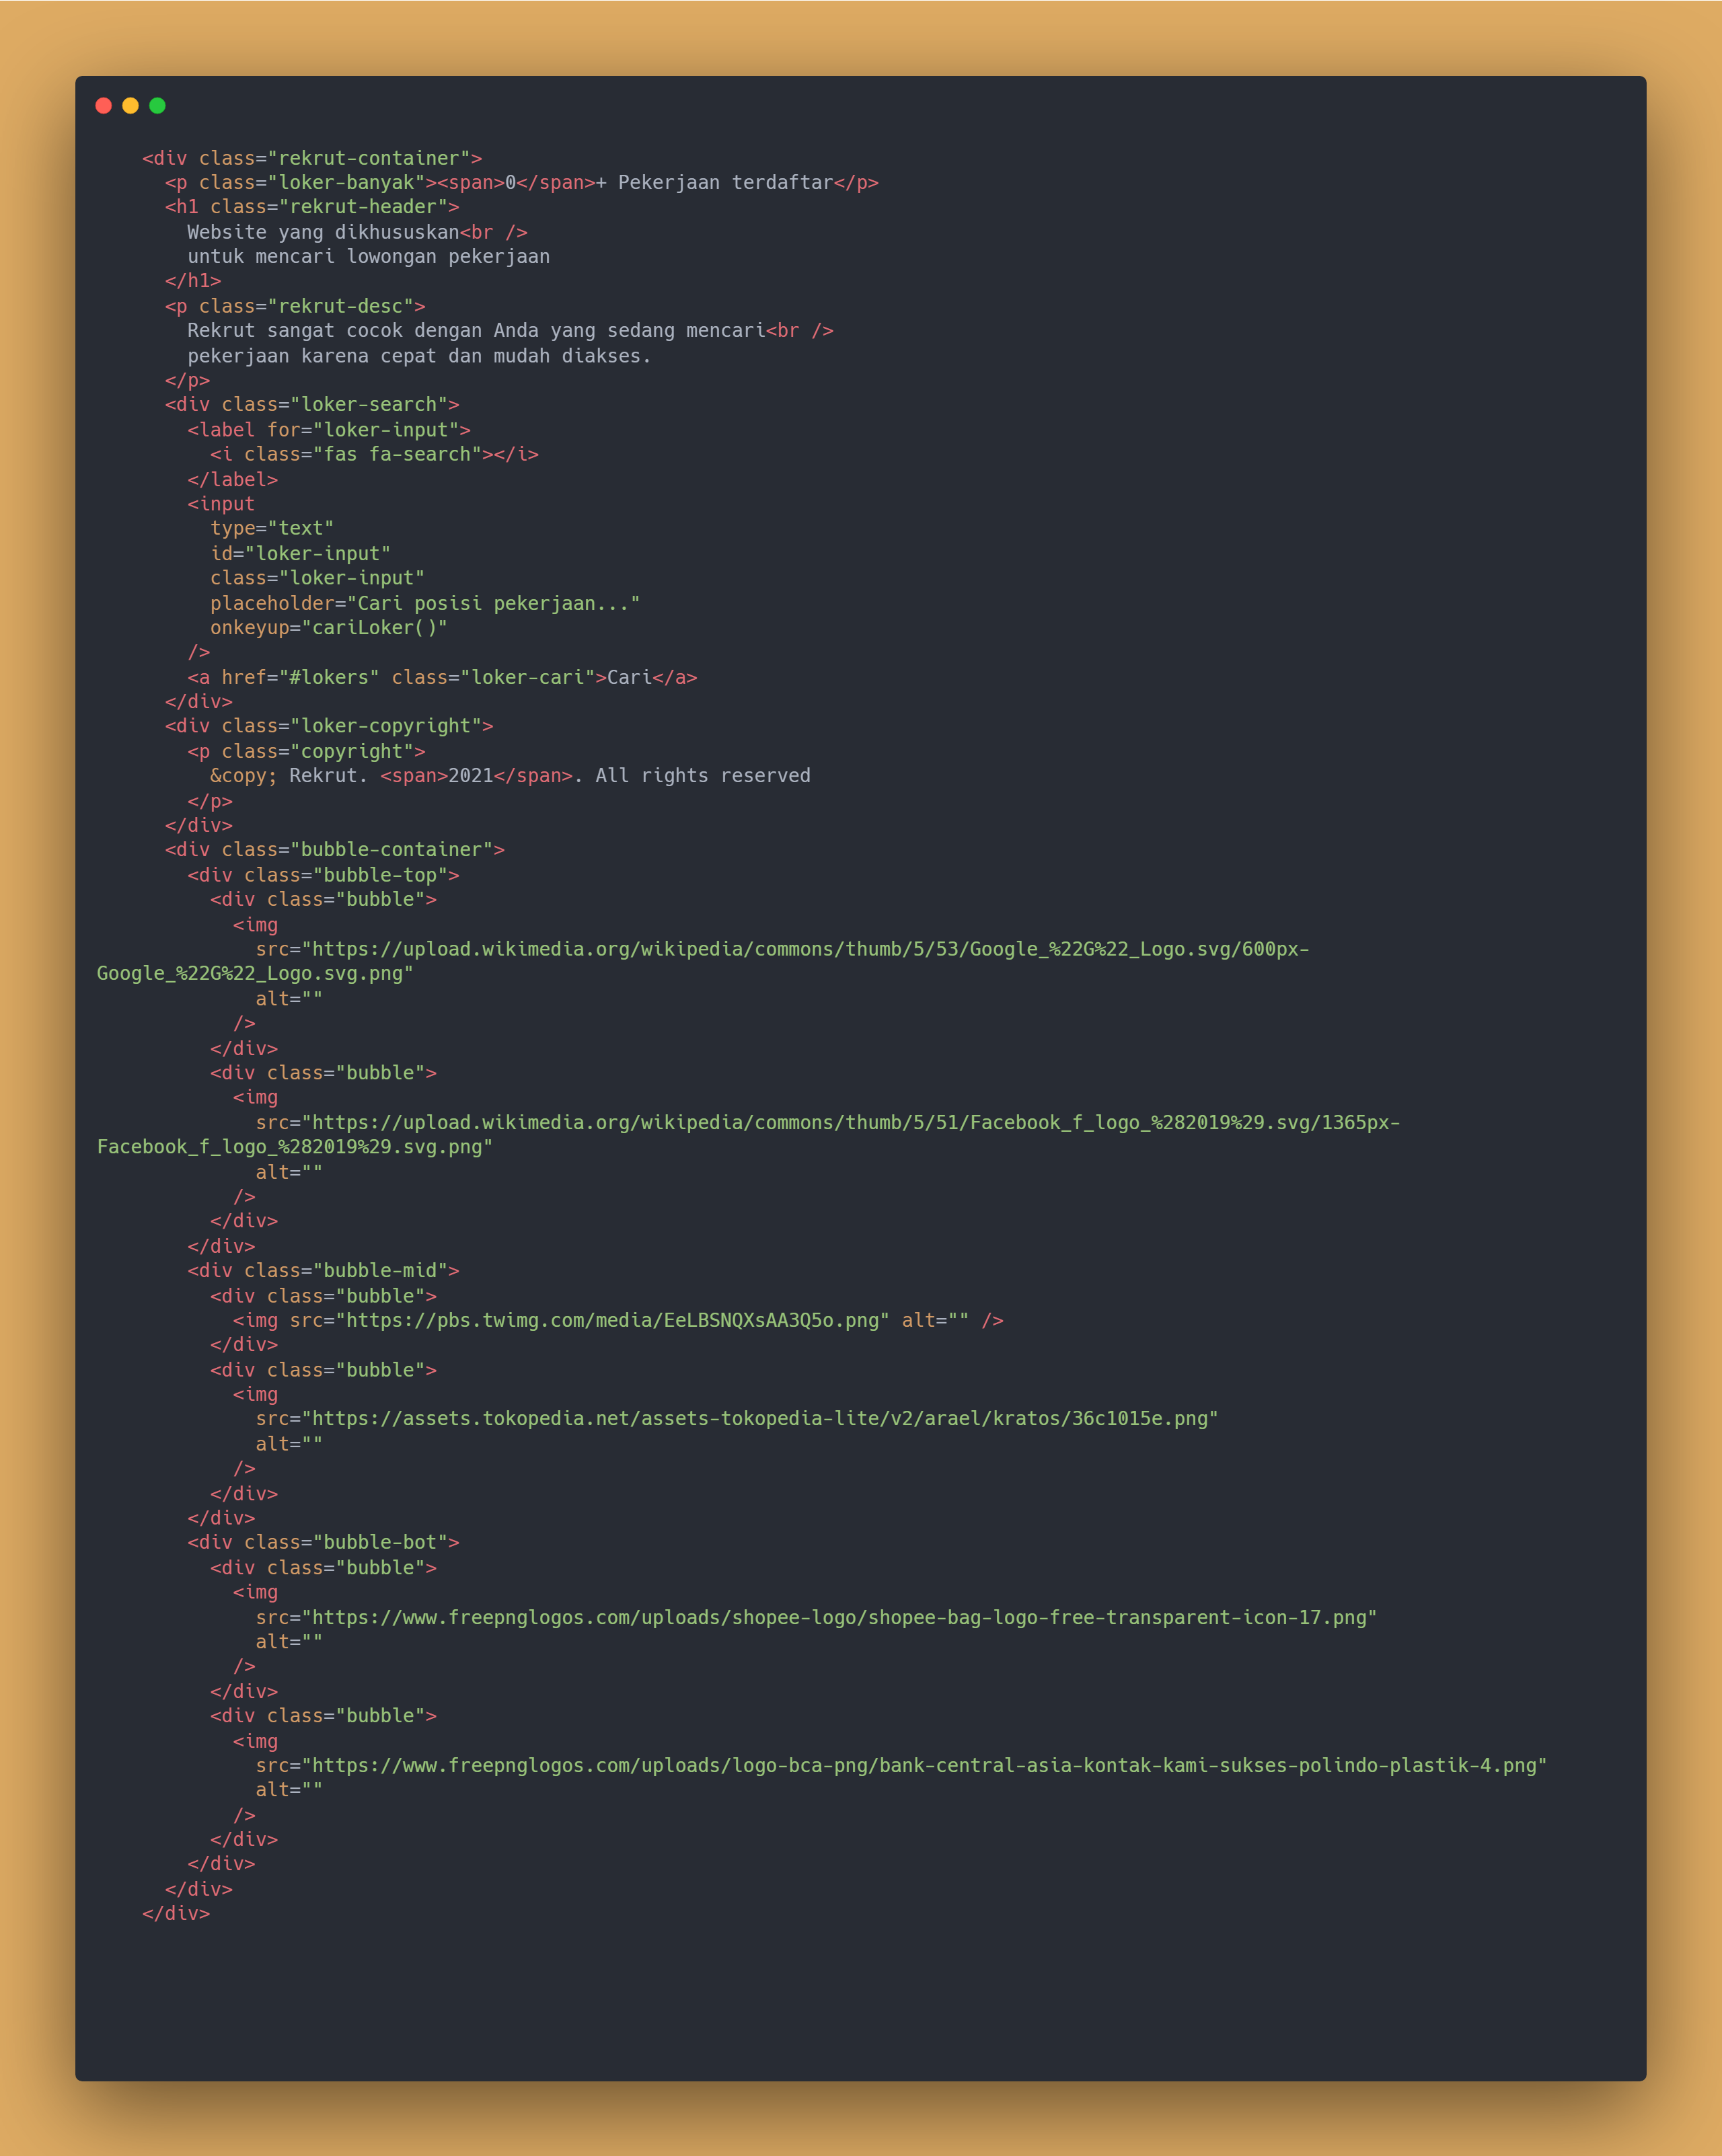 <div class="rekrut-container">
<p class="loker-banyak"><span>0</span>+ Pekerjaan terdaftar</p>
<h1 class="rekrut-header">
Website yang dikhususkan<br />
untuk mencari lowongan pekerjaan
</h1>
<p class="rekrut-desc">
Rekrut sangat cocok dengan Anda yang sedang mencari<br />
pekerjaan karena cepat dan mudah diakses.
</p>
<div class="loker-search">
<label for="loker-input">
<i class="fas fa-search"></i>
</label>
<input
type="text"
id="loker-input"
class="loker-input"
placeholder="Cari posisi pekerjaan..."
onkeyup="cariLoker()"
/>
<a href="#lokers" class="loker-cari">Cari</a>
</div>
<div class="loker-copyright">
<p class="copyright">
&copy; Rekrut. <span>2021</span>. All rights reserved
</p>
</div>
<div class="bubble-container">
<div class="bubble-top">
<div class="bubble">
<img
src="https://upload.wikimedia.org/wikipedia/commons/thumb/5/53/Google_%22G%22_Logo.svg/600px-
Google_%22G%22_Logo.svg.png"
alt=""
/>
</div>
<div class="bubble">
<img
src="https://upload.wikimedia.org/wikipedia/commons/thumb/5/51/Facebook_f_logo_%282019%29.svg/1365px-
Facebook_f_logo_%282019%29.svg.png"
alt=""
/>
</div>
</div>
<div class="bubble-mid">
<div class="bubble">
<img src="https://pbs.twimg.com/media/EeLBSNQXsAA3Q5o.png" alt="" />
</div>
<div class="bubble">
<img
src="https://assets.tokopedia.net/assets-tokopedia-lite/v2/arael/kratos/36c1015e.png"
alt=""
/>
</div>
</div>
<div class="bubble-bot">
<div class="bubble">
<img
src="https://www.freepnglogos.com/uploads/shopee-logo/shopee-bag-logo-free-transparent-icon-17.png"
alt=""
/>
</div>
<div class="bubble">
<img
src="https://www.freepnglogos.com/uploads/logo-bca-png/bank-central-asia-kontak-kami-sukses-polindo-plastik-4.png"
alt=""
/>
</div>
</div>
</div>
</div>